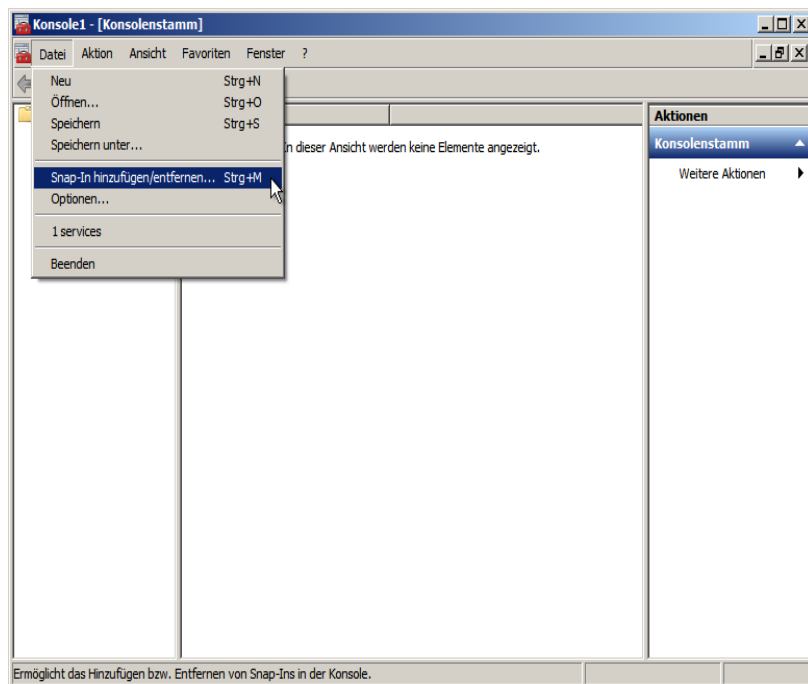 Konsole1 - [Konsolenstamm]
Datei Aktion Ansicht Favoriten Fenster ?
Neu Strg+N
Öffnen... Strg+O
Speichern Strg+S
Speichern unter...
Snap-In hinzufügen/entfernen... Strg+M
Optionen...
1 services
Beenden
In dieser Ansicht werden keine Elemente angezeigt.
Aktionen
Konsolenstamm
Weitere Aktionen
Ermöglicht das Hinzufügen bzw. Entfernen von Snap-Ins in der Konsole.